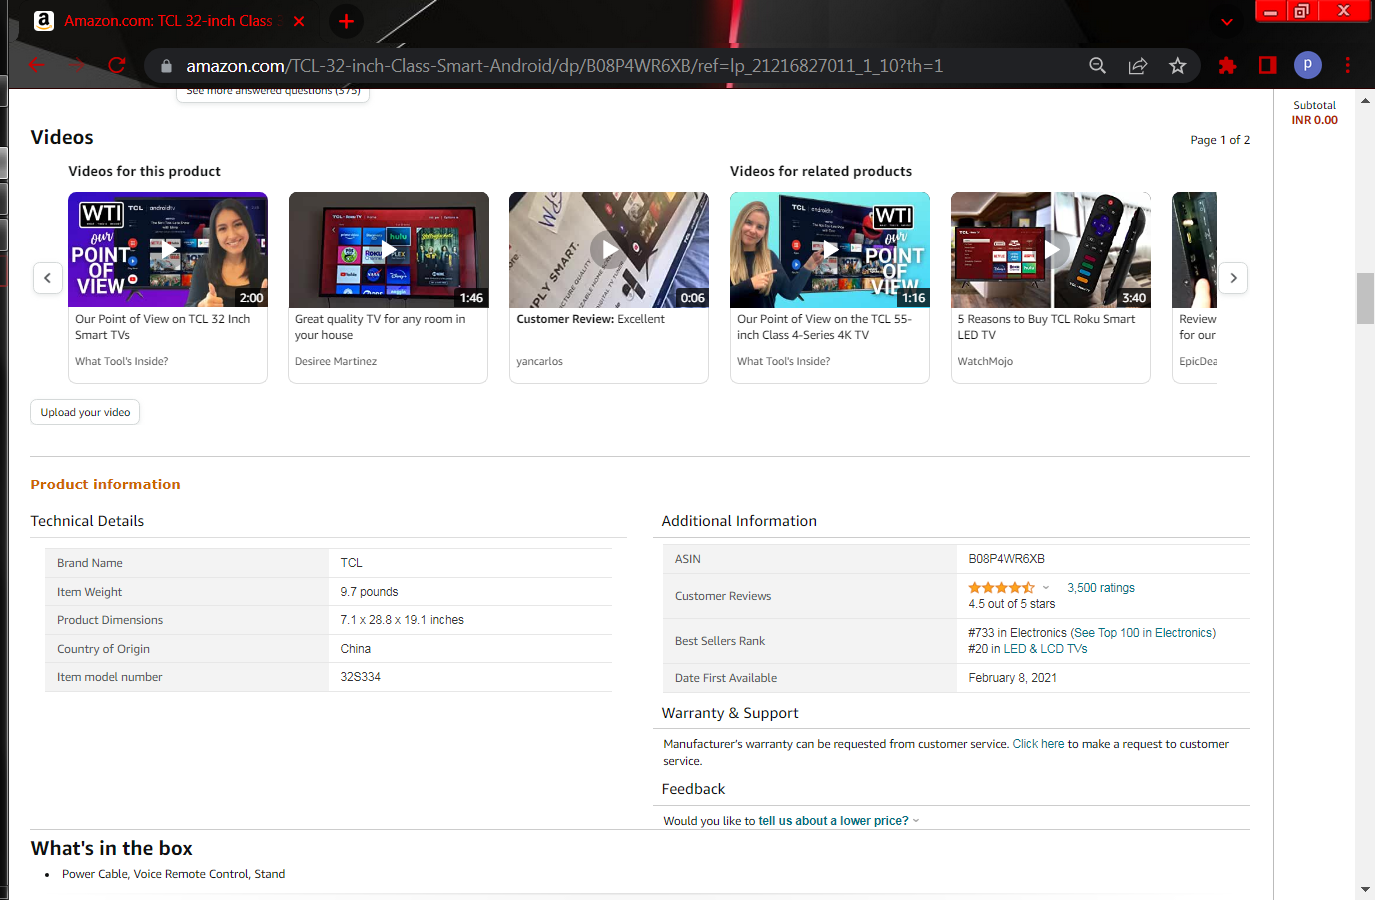 Amazon.com: TCL 32-inch Class
amazon.com/TCL-32-inch-Class-Smart-Android/dp/B08P4WR6XB/ref=lp_21216827011_1_10?th=1
P
See more answered questions (375)
Subtotal
INR 0.00
Videos
Page 1 of 2
Videos for this product
Videos for related products
WTI
TCL androidtv
our
POINT
OF
VIEW
2:00
hulu
1:46
0:06
TCL androidtv
WTI
our
POINT
OF
VIEW
1:16
3:40
Our Point of View on TCL 32 Inch
Smart TVs
What Tool's Inside?
Great quality TV for any room in
your house
Desiree Martinez
Customer Review: Excellent
yancarlos
Our Point of View on the TCL 55-
inch Class 4-Series 4K TV
What Tool's Inside?
5 Reasons to Buy TCL Roku Smart
LED TV
WatchMojo
Review
for our
EpicDea
Upload your video
Product information
Technical Details
Brand Name TCL
Item Weight 9.7 pounds
Product Dimensions 7.1 x 28.8 x 19.1 inches
Country of Origin China
Item model number 32S334
Additional Information
ASIN B08P4WR6XB
Customer Reviews 3,500 ratings
4.5 out of 5 stars
Best Sellers Rank #733 in Electronics (See Top 100 in Electronics)
#20 in LED & LCD TVs
Date First Available February 8, 2021
Warranty & Support
Manufacturer's warranty can be requested from customer service. Click here to make a request to customer
service.
Feedback
Would you like to tell us about a lower price?
What's in the box
• Power Cable, Voice Remote Control, Stand